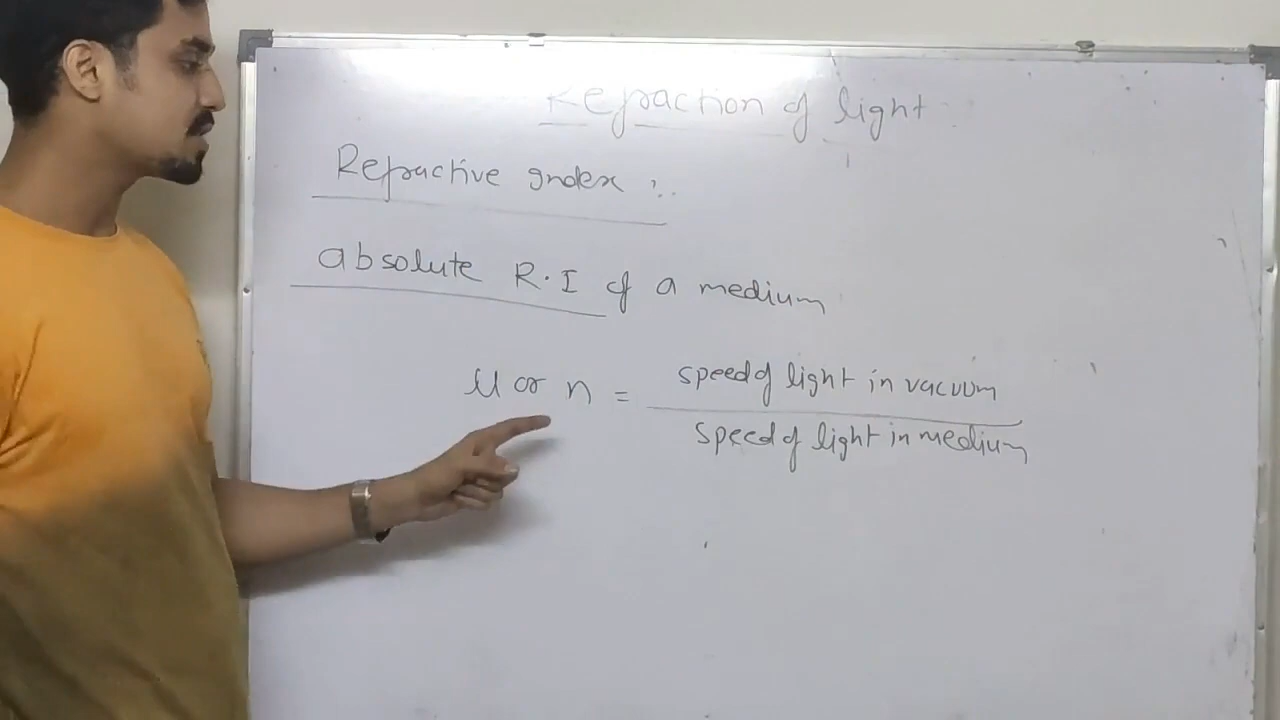 Refraction of light
Refractive Index :.
absolute R.I of a medium
μ or n = speed of light in vacuum
speed of light in medium